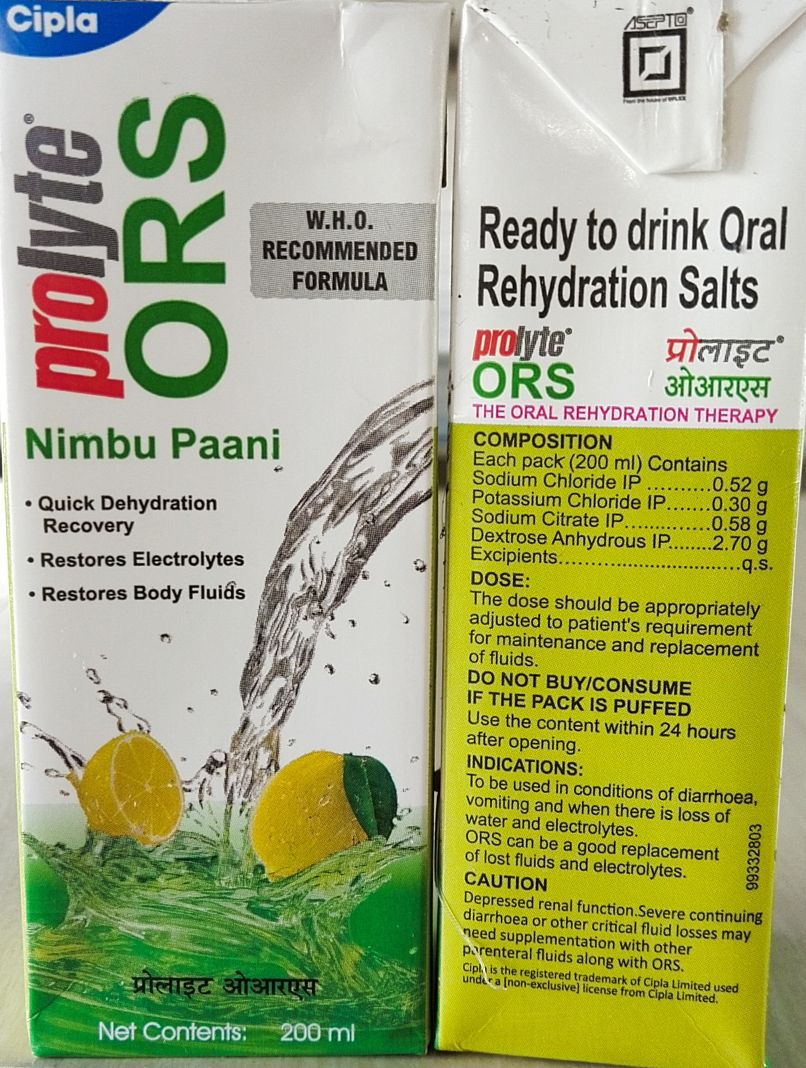 Cipla
prolyte®
ORS
W.H.O.
RECOMMENDED
FORMULA
Nimbu Paani
• Quick Dehydration
Recovery
• Restores Electrolytes
• Restores Body Fluids
प्रोलाइट ओआरएस
Net Contents: 200 ml
ASEPTO®
From the house of UFLEX
Ready to drink Oral
Rehydration Salts
prolyte® प्रोलाइट®
ORS ओआरएस
THE ORAL REHYDRATION THERAPY
COMPOSITION
Each pack (200 ml) Contains
Sodium Chloride IP .........0.52 g
Potassium Chloride IP.......0.30 g
Sodium Citrate IP.............0.58 g
Dextrose Anhydrous IP.......2.70 g
Excipients.............................q.s.
DOSE:
The dose should be appropriately
adjusted to patient's requirement
for maintenance and replacement
of fluids.
DO NOT BUY/CONSUME
IF THE PACK IS PUFFED
Use the content within 24 hours
after opening.
INDICATIONS:
To be used in conditions of diarrhoea,
vomiting and when there is loss of
water and electrolytes.
ORS can be a good replacement
of lost fluids and electrolytes.
99332803
CAUTION
Depressed renal function.Severe continuing
diarrhoea or other critical fluid losses may
need supplementation with other
parenteral fluids along with ORS.
Cipla is the registered trademark of Cipla Limited used
under a [non-exclusive] license from Cipla Limited.